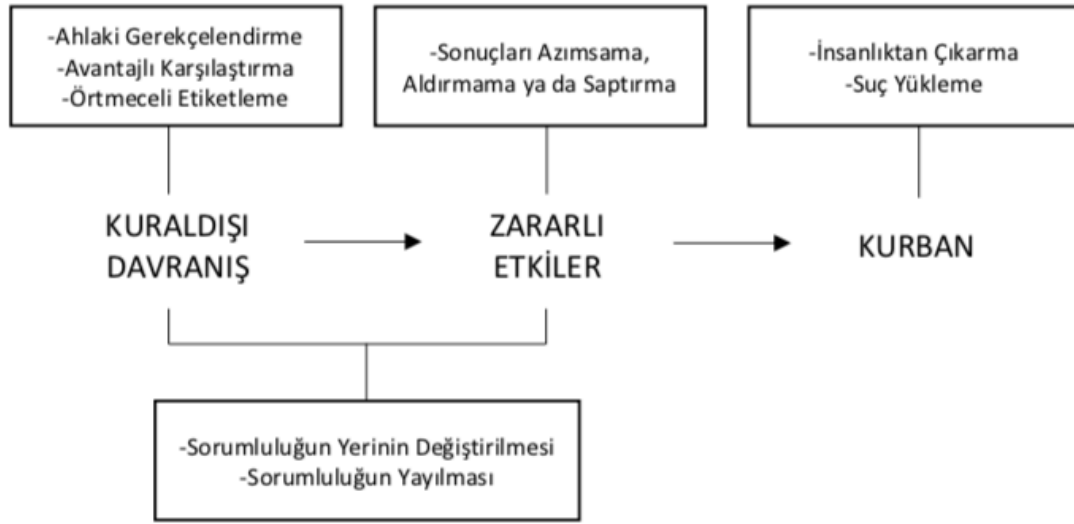 -Ahlaki Gerekçelendirme
-Avantajlı Karşılaştırma
-Örtmeceli Etiketleme
-Sonuçları Azımsama,
Aldırmama ya da Saptırma
-İnsanlıktan Çıkarma
-Suç Yükleme
KURALDIŞI
DAVRANIŞ
ZARARLI
ETKİLER
KURBAN
-Sorumluluğun Yerinin Değiştirilmesi
-Sorumluluğun Yayılması